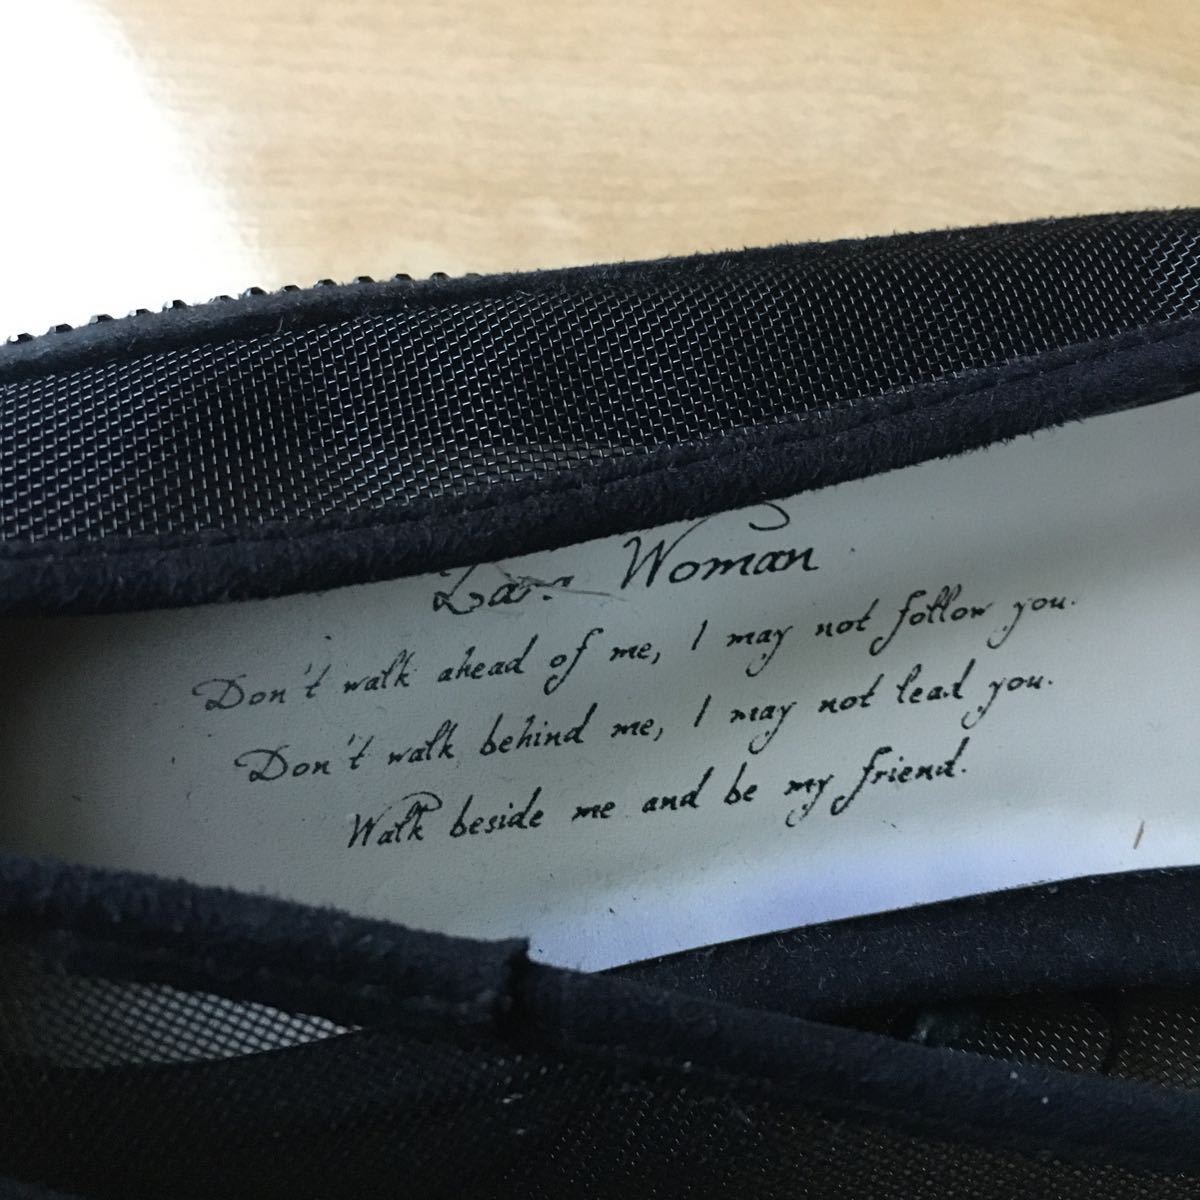 Woman
Don't walk ahead of me, I may not follow you.
Don't walk behind me, I may not lead you.
Walk beside me and be my friend.